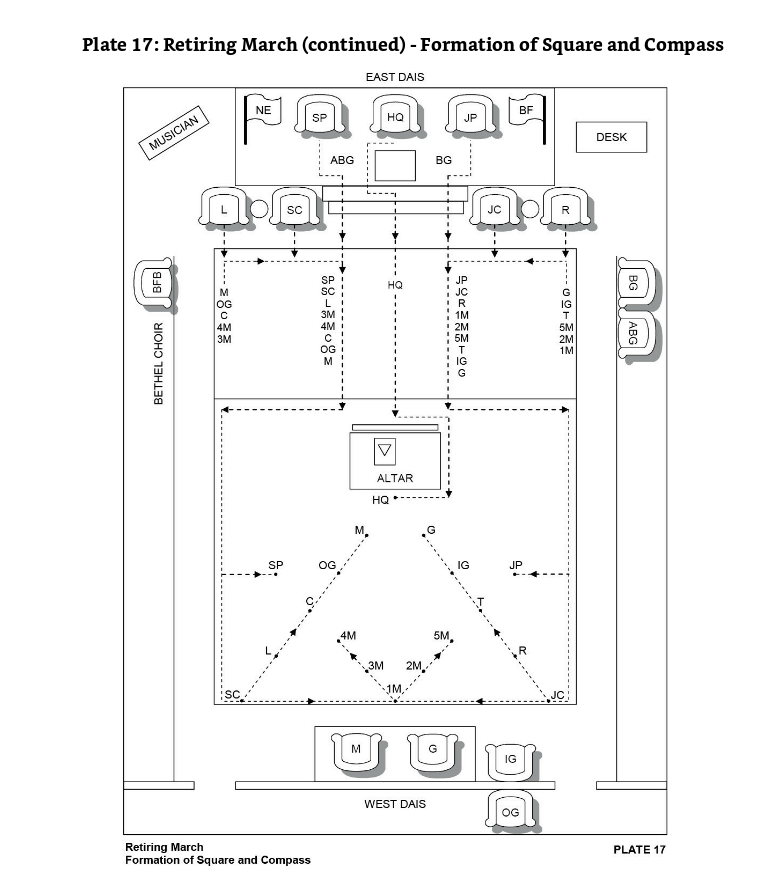 Plate 17: Retiring March (continued) - Formation of Square and Compass
EAST DAIS
MUSICIAN
NE
SP
HQ
JP
BF
DESK
ABG
BG
L
SC
JC
R
BFB
BG
ABG
BETHEL CHOIR
M
OG
C
4M
3M
SP
SC
L
3M
4M
C
OG
M
HQ
JP
JC
R
1M
2M
5M
T
IG
G
G
IG
T
5M
2M
1M
ALTAR
HQ
M
G
SP
OG
IG
JP
C
T
4M
5M
L
R
3M
2M
SC
1M
JC
M
G
IG
WEST DAIS
OG
Retiring March
Formation of Square and Compass
PLATE 17